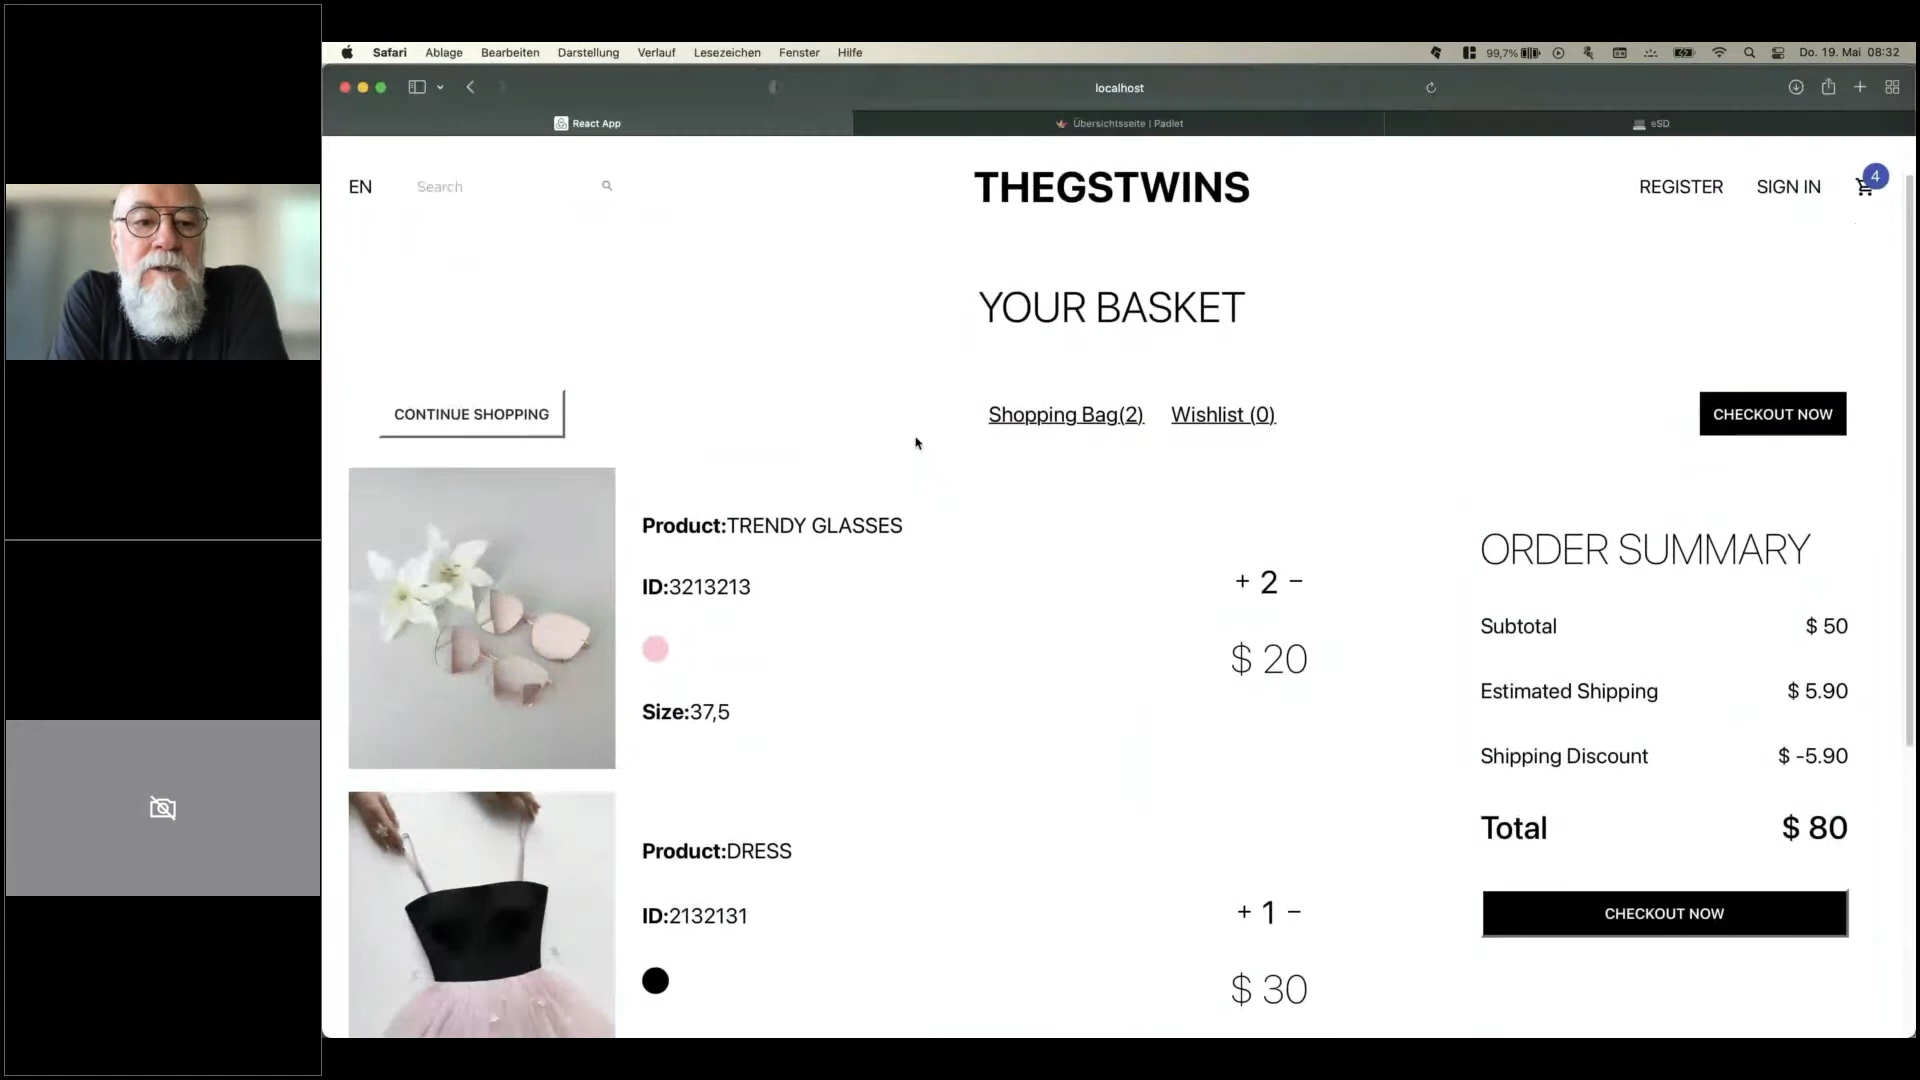 Safari Ablage Bearbeiten Darstellung Verlauf Lesezeichen Fenster Hilfe 99,7% Do. 19. Mai 08:32
localhost
React App Übersichtsseite | Padlet eSD
EN Search THEGSTWINS REGISTER SIGN IN 4
YOUR BASKET
CONTINUE SHOPPING Shopping Bag(2) Wishlist (0) CHECKOUT NOW
Product:TRENDY GLASSES
ID:3213213
Size:37,5
+ 2 −
$ 20
Product:DRESS
ID:2132131
+ 1 −
$ 30
ORDER SUMMARY
Subtotal $ 50
Estimated Shipping $ 5.90
Shipping Discount $ -5.90
Total $ 80
CHECKOUT NOW